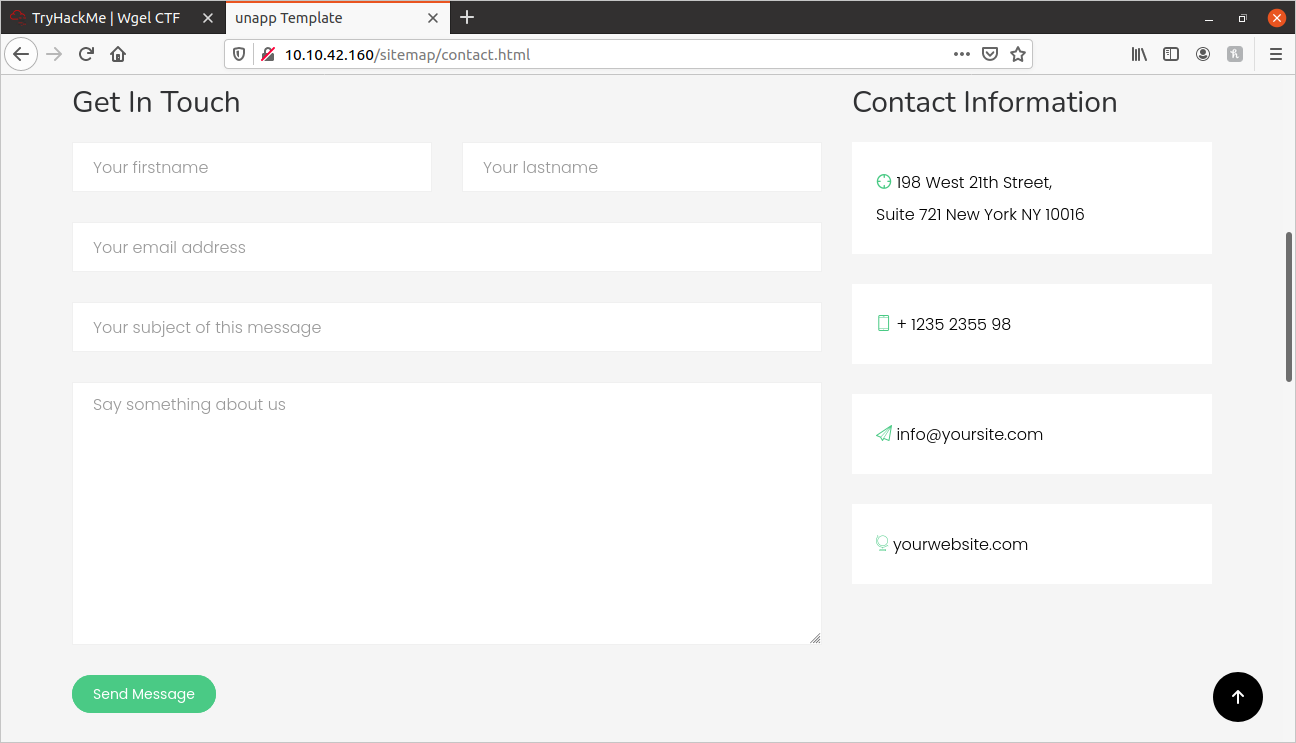 TryHackMe | Wgel CTF
unapp Template
10.10.42.160/sitemap/contact.html
Get In Touch
Your firstname
Your lastname
Your email address
Your subject of this message
Say something about us
Send Message
Contact Information
198 West 21th Street,
Suite 721 New York NY 10016
+ 1235 2355 98
info@yoursite.com
yourwebsite.com